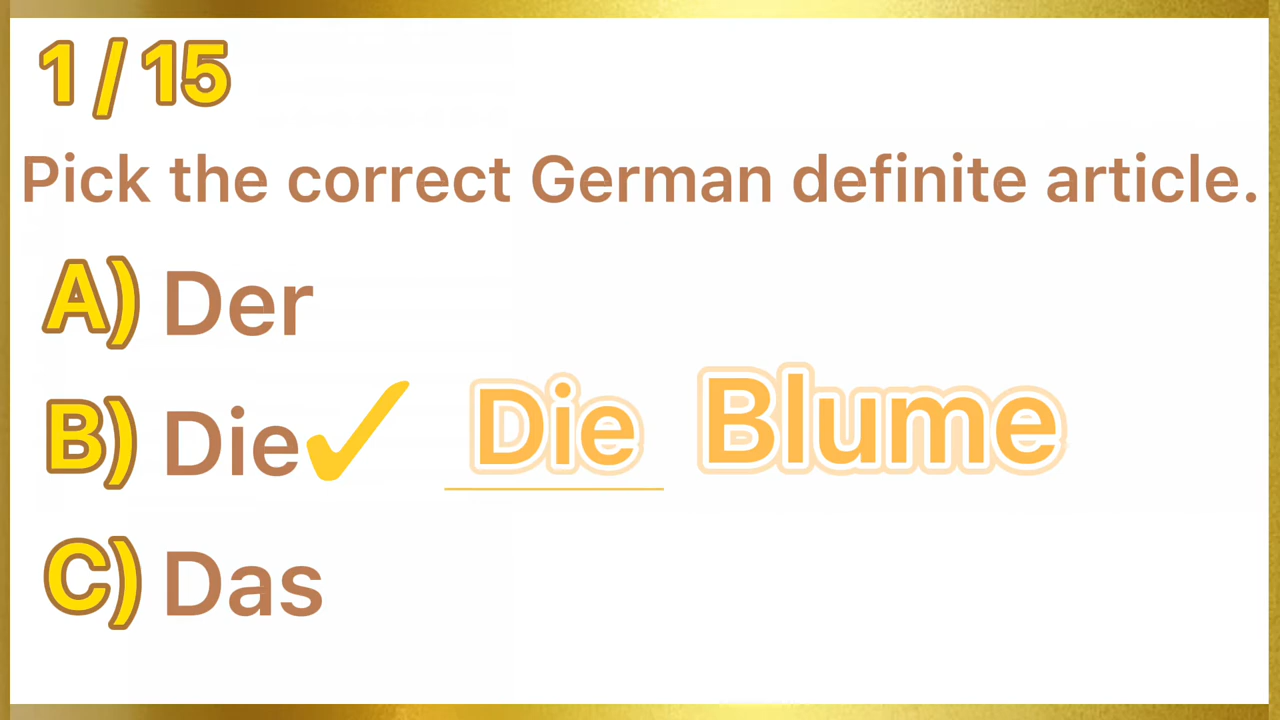 1 / 15
Pick the correct German definite article.
A) Der
B) Die✓ Die Blume
C) Das